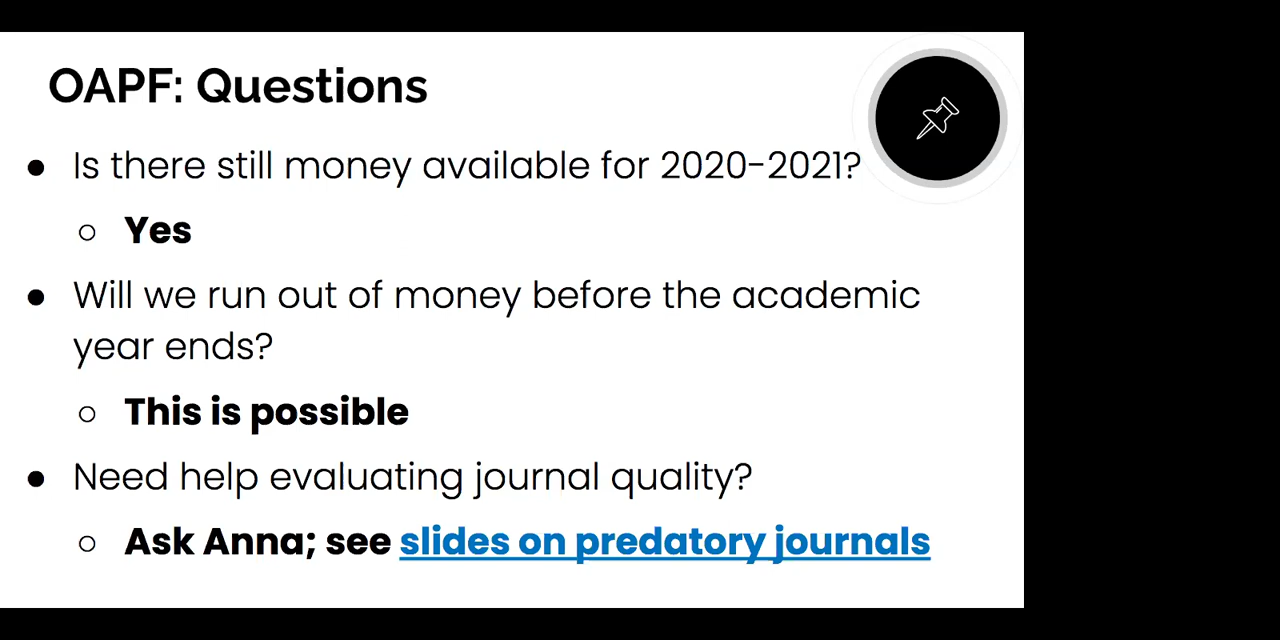 OAPF: Questions
● Is there still money available for 2020-2021?
○ Yes
● Will we run out of money before the academic
year ends?
○ This is possible
● Need help evaluating journal quality?
○ Ask Anna; see slides on predatory journals